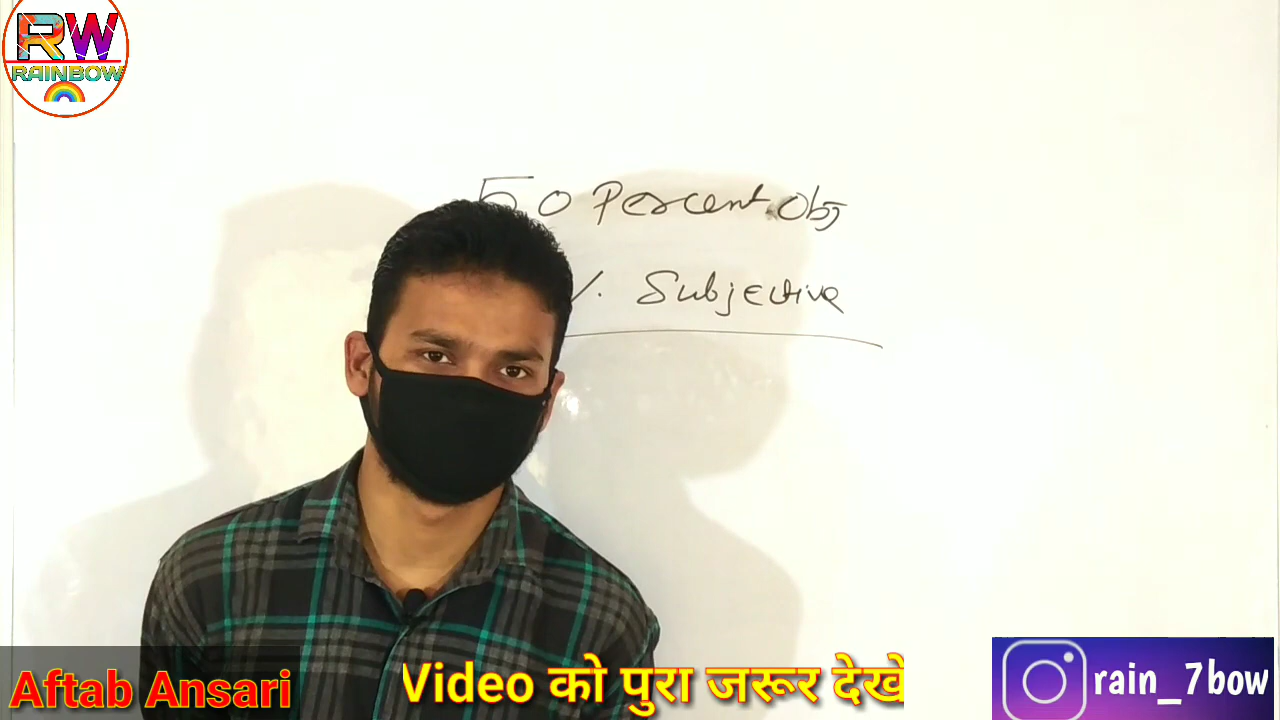 RW
RAINBOW
50 Percent Obj
%. Subjective
Aftab Ansari
Video को पुरा जरूर देखे
rain_7bow